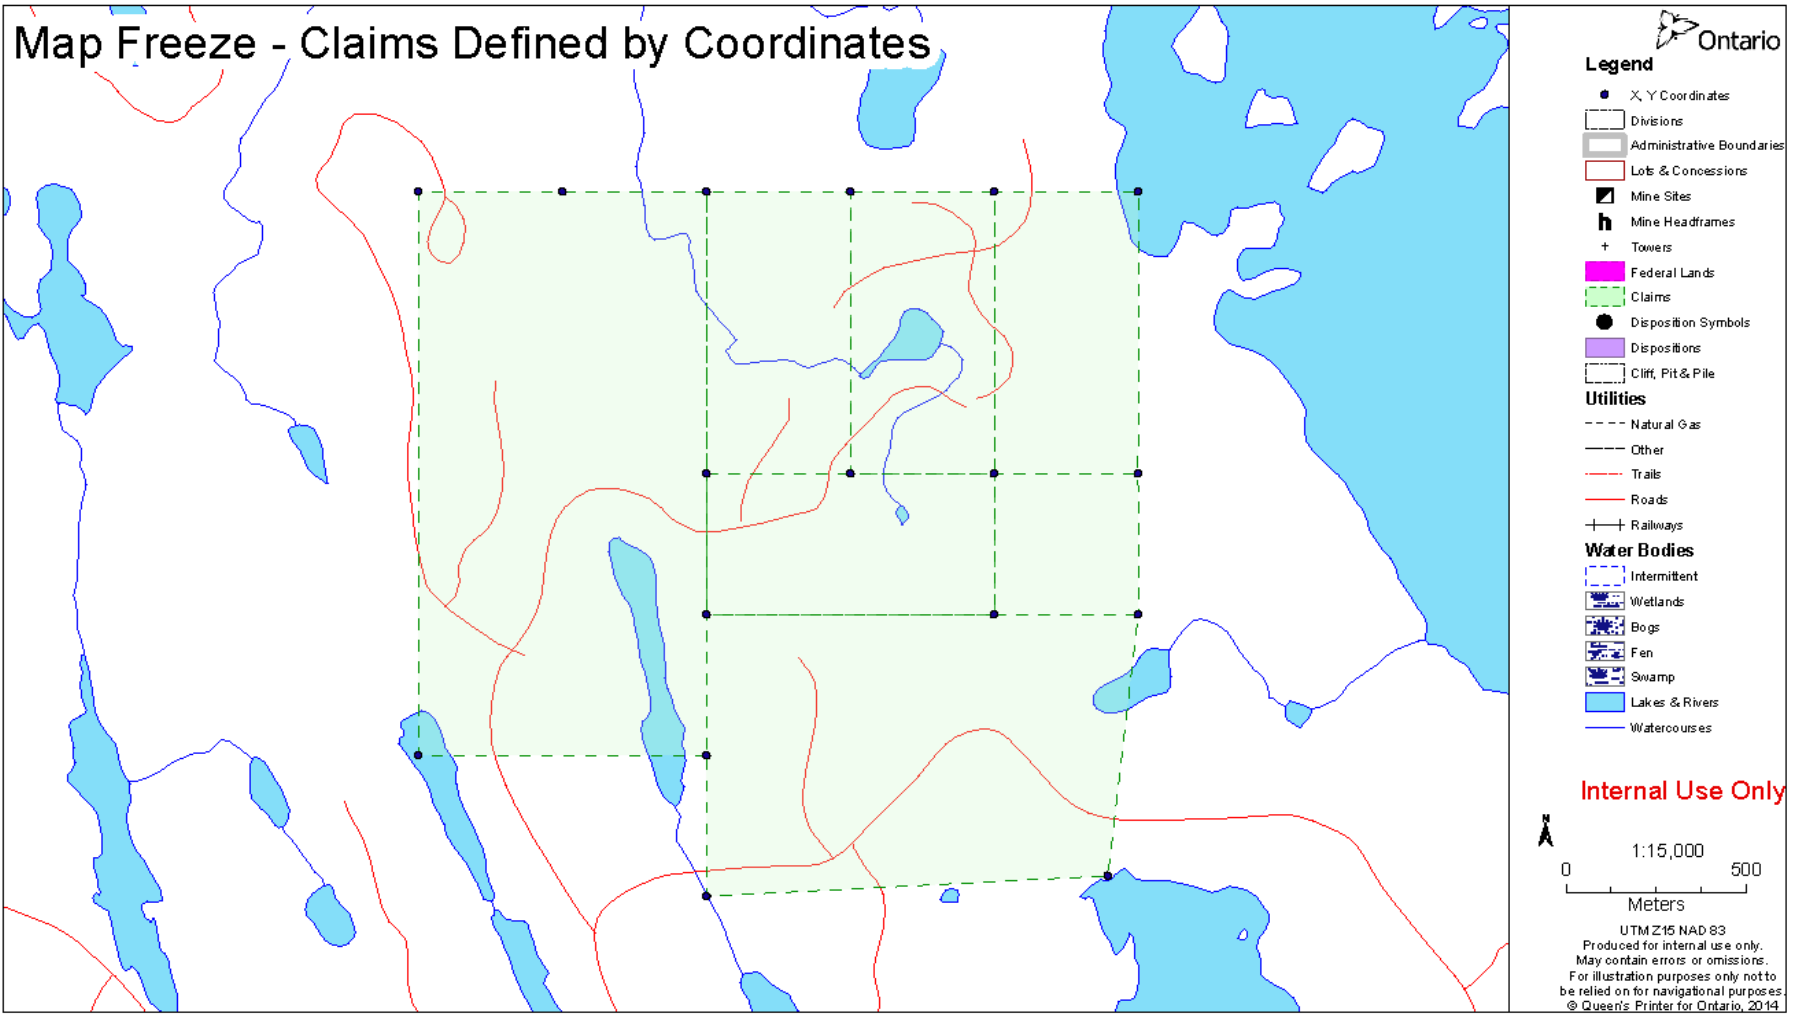 Map Freeze - Claims Defined by Coordinates
Ontario
Legend
X, Y Coordinates
Divisions
Administrative Boundaries
Lots & Concessions
Mine Sites
Mine Headframes
Towers
Federal Lands
Claims
Disposition Symbols
Dispositions
Cliff, Pit & Pile
Utilities
Natural Gas
Other
Trails
Roads
Railways
Water Bodies
Intermittent
Wetlands
Bogs
Fen
Swamp
Lakes & Rivers
Watercourses
Internal Use Only
N
1:15,000
0 500
Meters
UTM Z15 NAD 83
Produced for internal use only.
May contain errors or omissions.
For illustration purposes only not to
be relied on for navigational purposes.
© Queen's Printer for Ontario, 2014